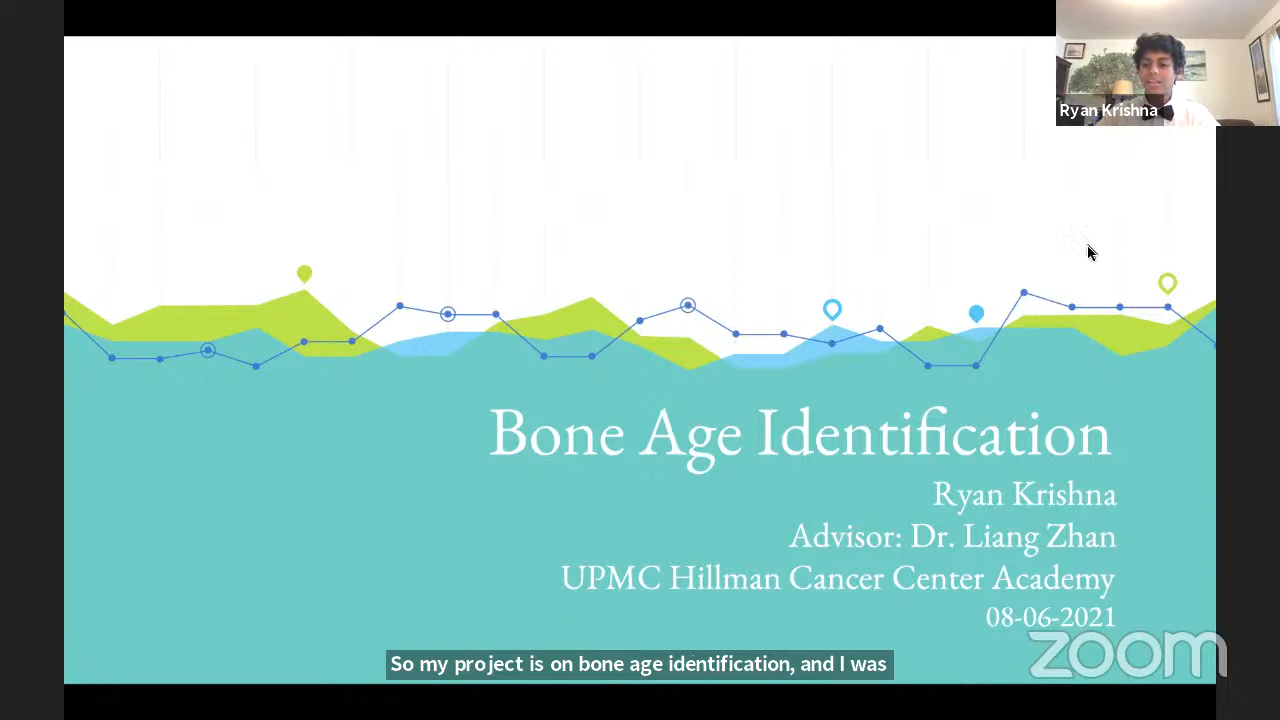 Ryan Krishna
Bone Age Identification
Ryan Krishna
Advisor: Dr. Liang Zhan
UPMC Hillman Cancer Center Academy
08-06-2021
So my project is on bone age identification, and I was
zoom